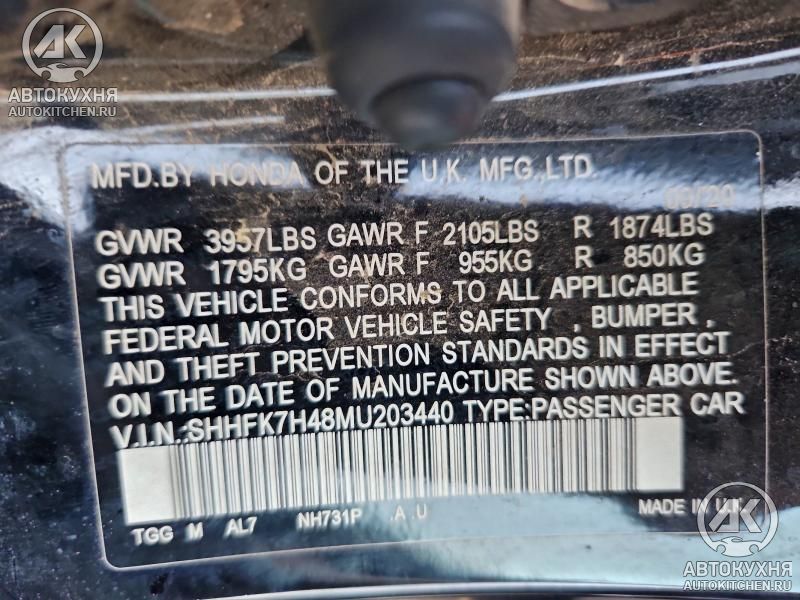 AK
АВТОКУХНЯ
AUTOKITCHEN.RU
MFD.BY HONDA OF THE U.K. MFG.,LTD.
09/20
GVWR 3957LBS GAWR F 2105LBS R 1874LBS
GVWR 1795KG GAWR F 955KG R 850KG
THIS VEHICLE CONFORMS TO ALL APPLICABLE
FEDERAL MOTOR VEHICLE SAFETY , BUMPER ,
AND THEFT PREVENTION STANDARDS IN EFFECT
ON THE DATE OF MANUFACTURE SHOWN ABOVE.
V.I.N.:SHHFK7H48MU203440 TYPE:PASSENGER CAR
TGG M AL7 NH731P .A .U MADE IN U.K.
AK
АВТОКУХНЯ
AUTOKITCHEN.RU